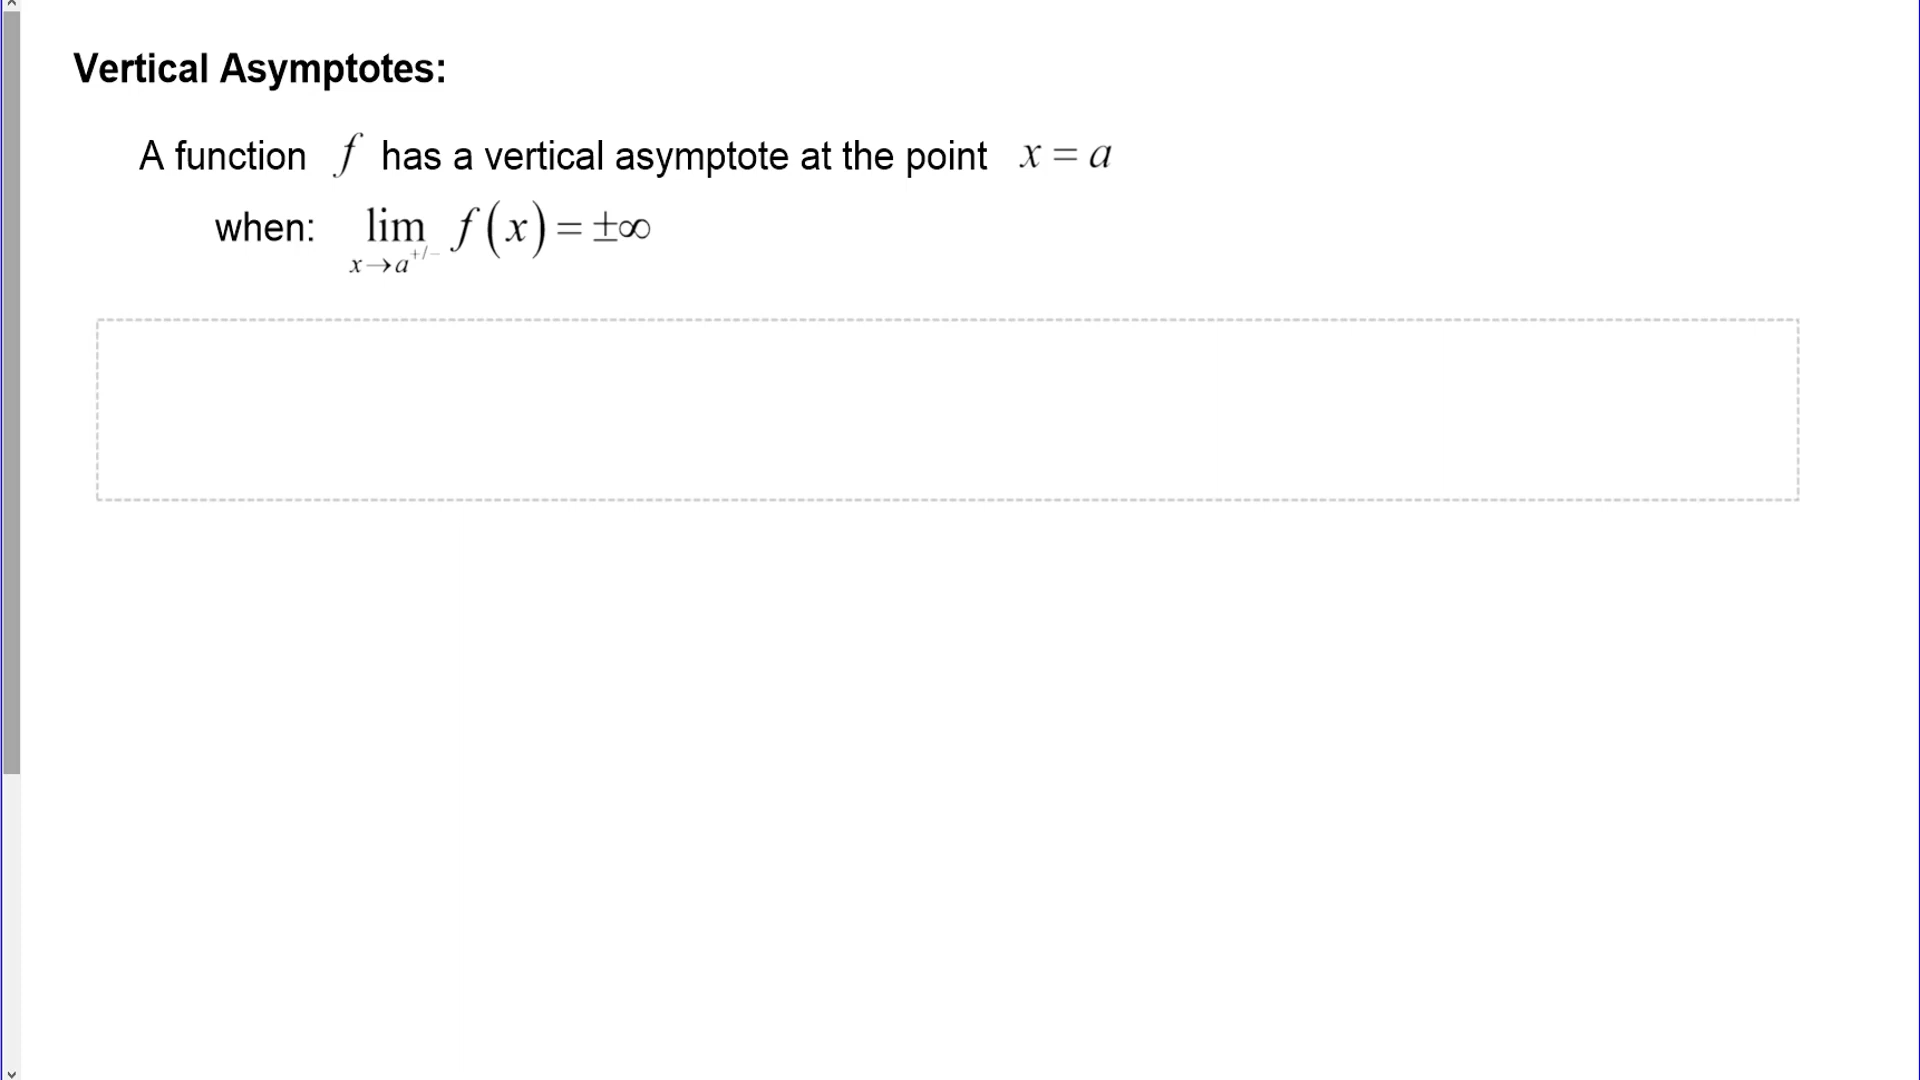 Vertical Asymptotes:
A function f has a vertical asymptote at the point x = a
when: lim x→a⁺/⁻ f(x) = ±∞